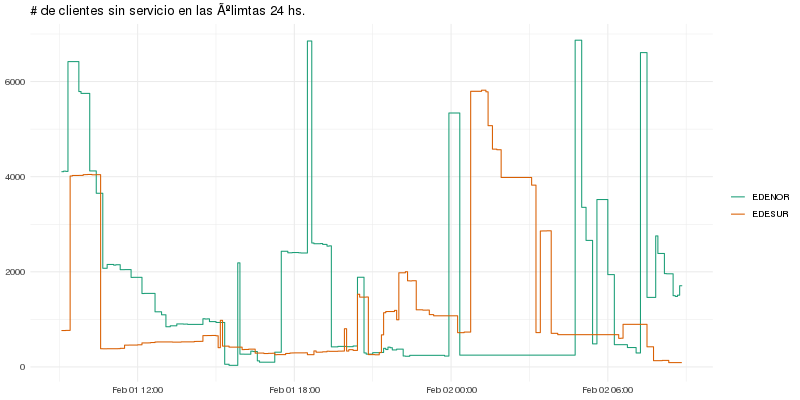 # de clientes sin servicio en las Ãºlimtas 24 hs.
6000
4000
2000
0
Feb 01 12:00
Feb 01 18:00
Feb 02 00:00
Feb 02 06:00
EDENOR
EDESUR